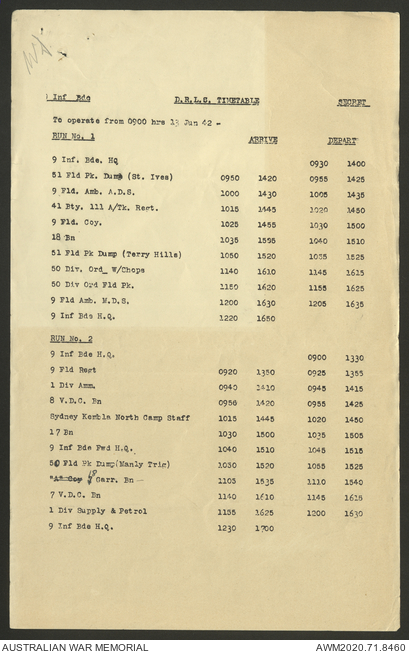 9 Inf Bde D.R.L.S. TIMETABLE SECRET
To operate from 0900 hrs 13 Jun 42 -
RUN No. 1 ARRIVE DEPART
9 Inf. Bde. HQ 0930 1400
51 Fld Pk. Dump (St. Ives) 0950 1420 0955 1425
9 Fld. Amb. A.D.S. 1000 1430 1005 1435
41 Bty. 111 A/Tk. Regt. 1015 1445 1020 1450
9 Fld. Coy. 1025 1455 1030 1500
18 Bn 1035 1505 1040 1510
51 Fld Pk Dump (Terry Hills) 1050 1520 1055 1525
50 Div. Ord_ W/Chops 1140 1610 1145 1615
50 Div Ord Fld Pk. 1150 1620 1155 1625
9 Fld Amb. M.D.S. 1200 1630 1205 1635
9 Inf Bde H.Q. 1220 1650
RUN No. 2
9 Inf Bde H.Q. 0900 1330
9 Fld Regt 0920 1350 0925 1355
1 Div Amm. 0940 1410 0945 1415
8 V.D.C. Bn 0956 1420 0955 1425
Sydney Kembla North Camp Staff 1015 1445 1020 1450
17 Bn 1030 1500 1035 1505
9 Inf Bde Fwd H.Q. 1040 1510 1045 1515
50 Fld Pk Dump(Manly Trig) 1050 1520 1055 1525
"A" Coy Garr. Bn 1105 1535 1110 1540
7 V.D.C. Bn 1140 1610 1145 1615
1 Div Supply & Petrol 1155 1625 1200 1630
9 Inf Bde H.Q. 1230 1700
AUSTRALIAN WAR MEMORIAL AWM2020.71.8460